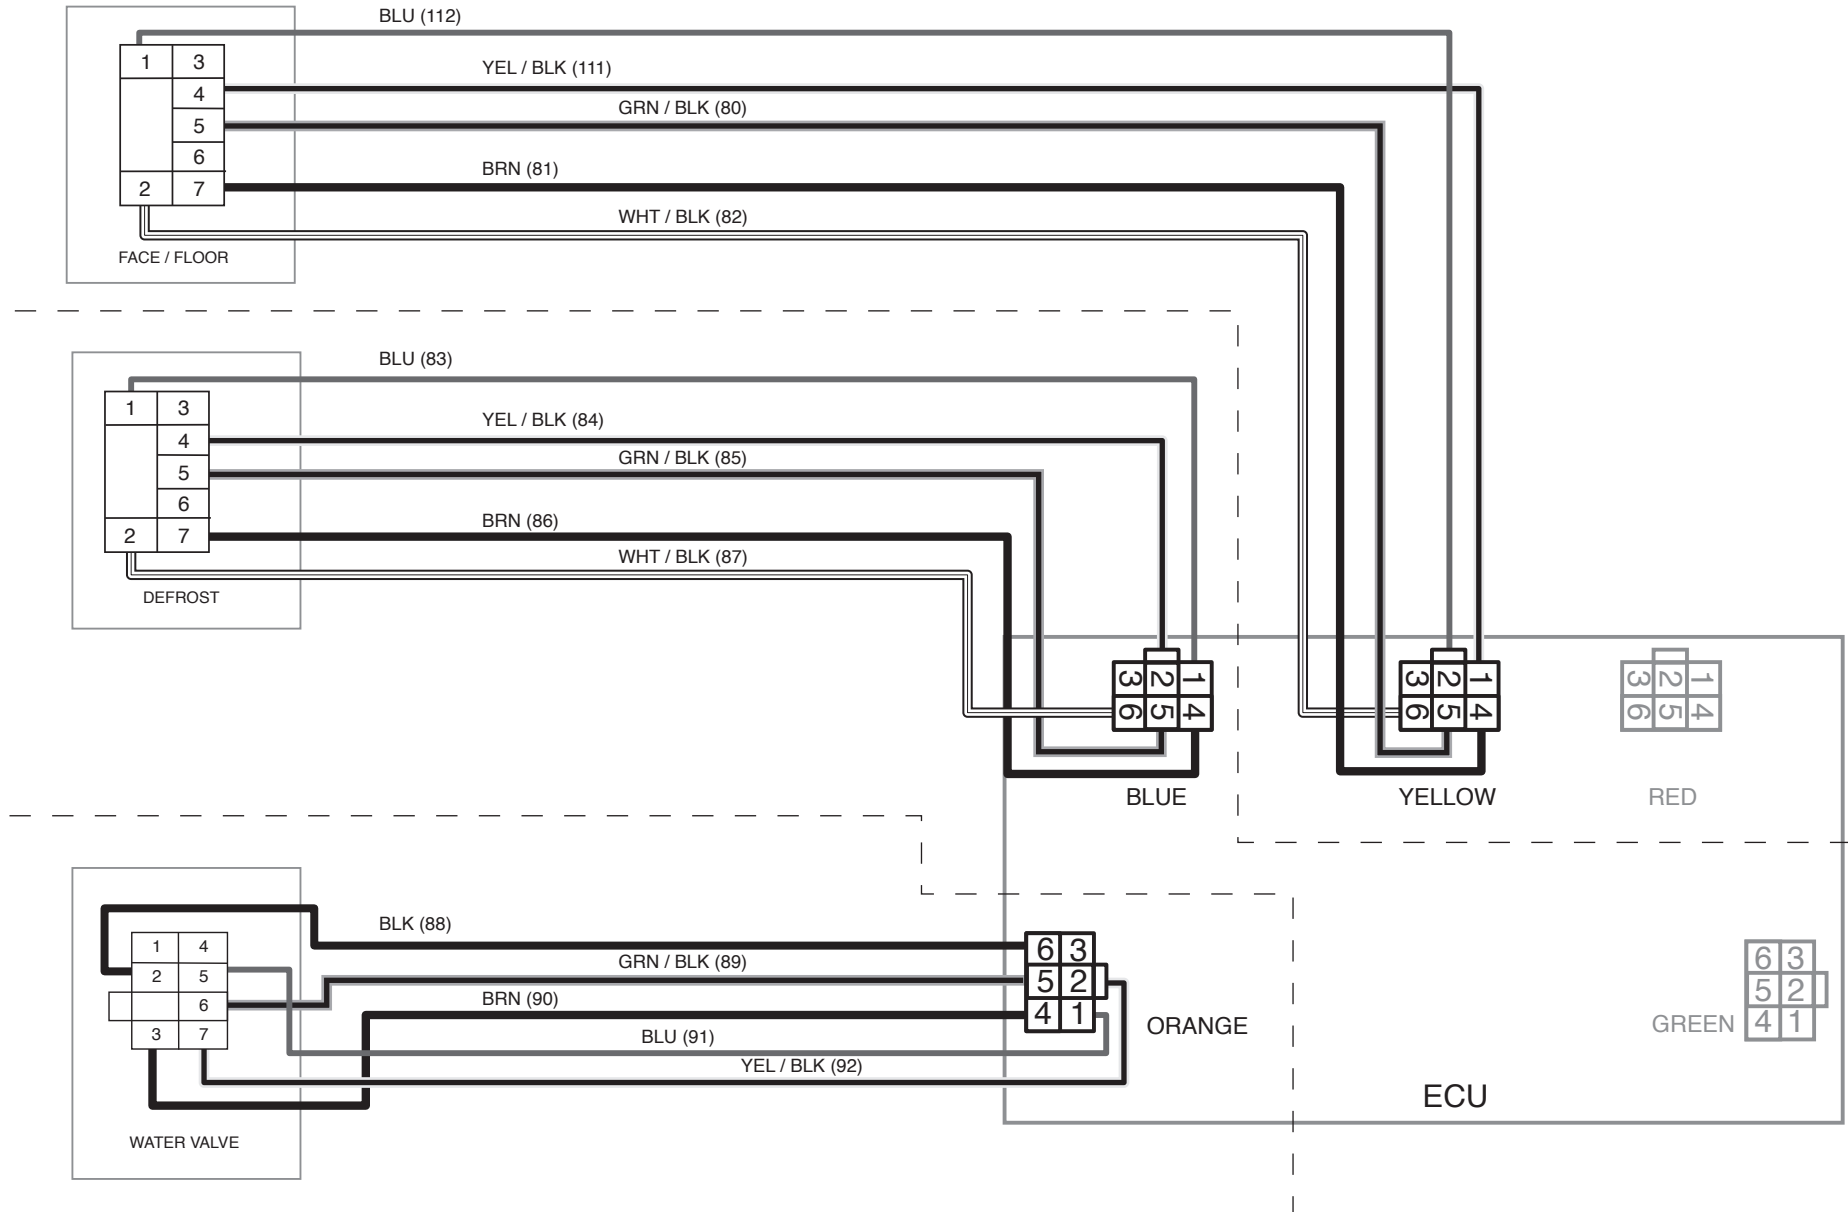 BLU (112)
1 3
YEL / BLK (111)
4
GRN / BLK (80)
5
6
BRN (81)
2 7
WHT / BLK (82)
FACE / FLOOR
BLU (83)
1 3
YEL / BLK (84)
4
GRN / BLK (85)
5
6
BRN (86)
2 7
WHT / BLK (87)
DEFROST
3 2 1
6 5 4
BLUE
3 2 1
6 5 4
YELLOW
3 2 1
6 5 4
RED
BLK (88)
1 4
GRN / BLK (89)
2 5
BRN (90)
6
3 7
BLU (91)
YEL / BLK (92)
WATER VALVE
6 3
5 2
4 1
ORANGE
6 3
5 2
4 1
GREEN
ECU